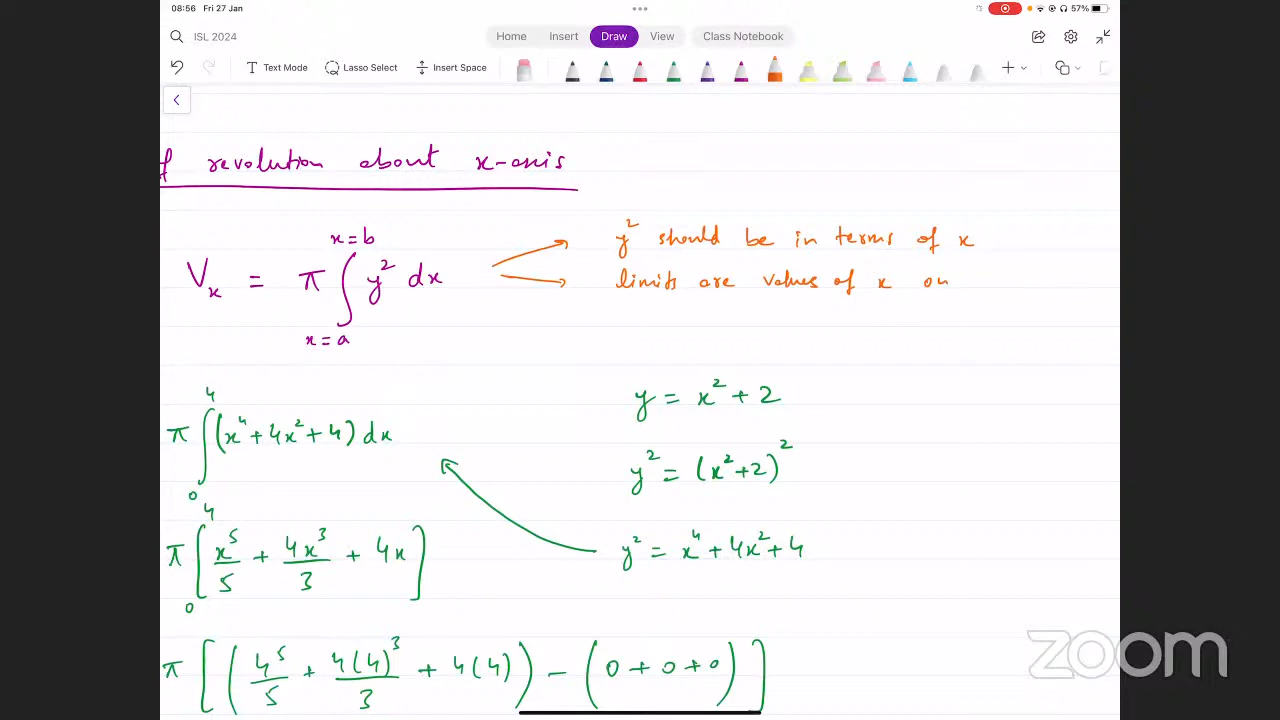 08:56 Fri 27 Jan
57%
ISL 2024
Home Insert Draw View Class Notebook
Text Mode Lasso Select Insert Space
f revolution about x-axis
x = b
Vₓ = π ∫ y² dx
x = a
y² should be in terms of x
limits are values of x on
4
π ∫ (x⁴ + 4x² + 4) dx
0
y = x² + 2
y² = (x² + 2)²
y² = x⁴ + 4x² + 4
4
π [ x⁵/5 + 4x³/3 + 4x ]
0
π [ ( 4⁵/5 + 4(4)³/3 + 4(4) ) − ( 0 + 0 + 0 ) ]
zoom